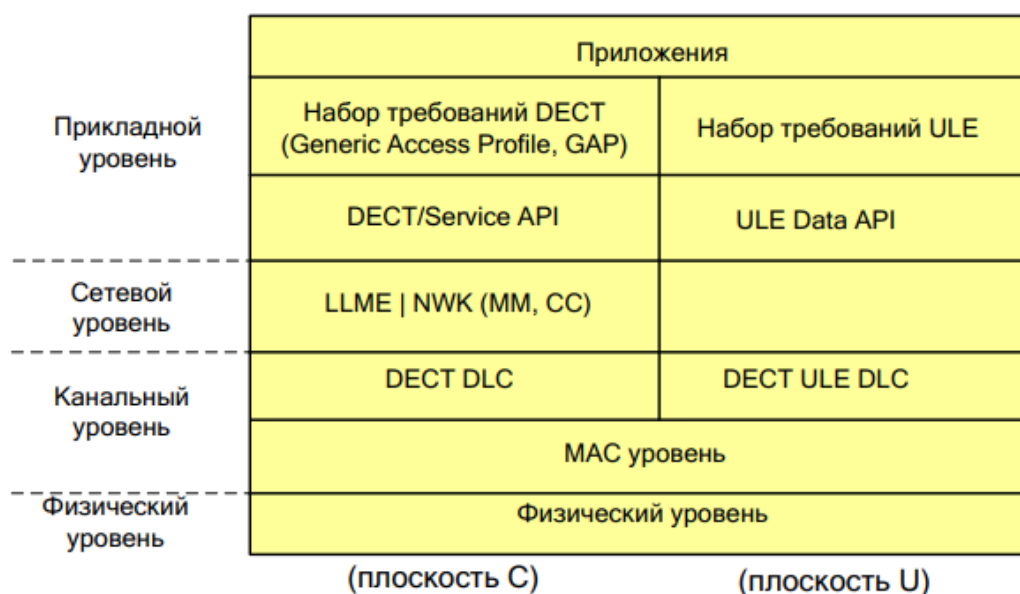 Приложения
Прикладной
уровень
Набор требований DECT
(Generic Access Profile, GAP)
Набор требований ULE
DECT/Service API
ULE Data API
Сетевой
уровень
LLME | NWK (MM, CC)
Канальный
уровень
DECT DLC
DECT ULE DLC
MAC уровень
Физический
уровень
Физический уровень
(плоскость C)
(плоскость U)